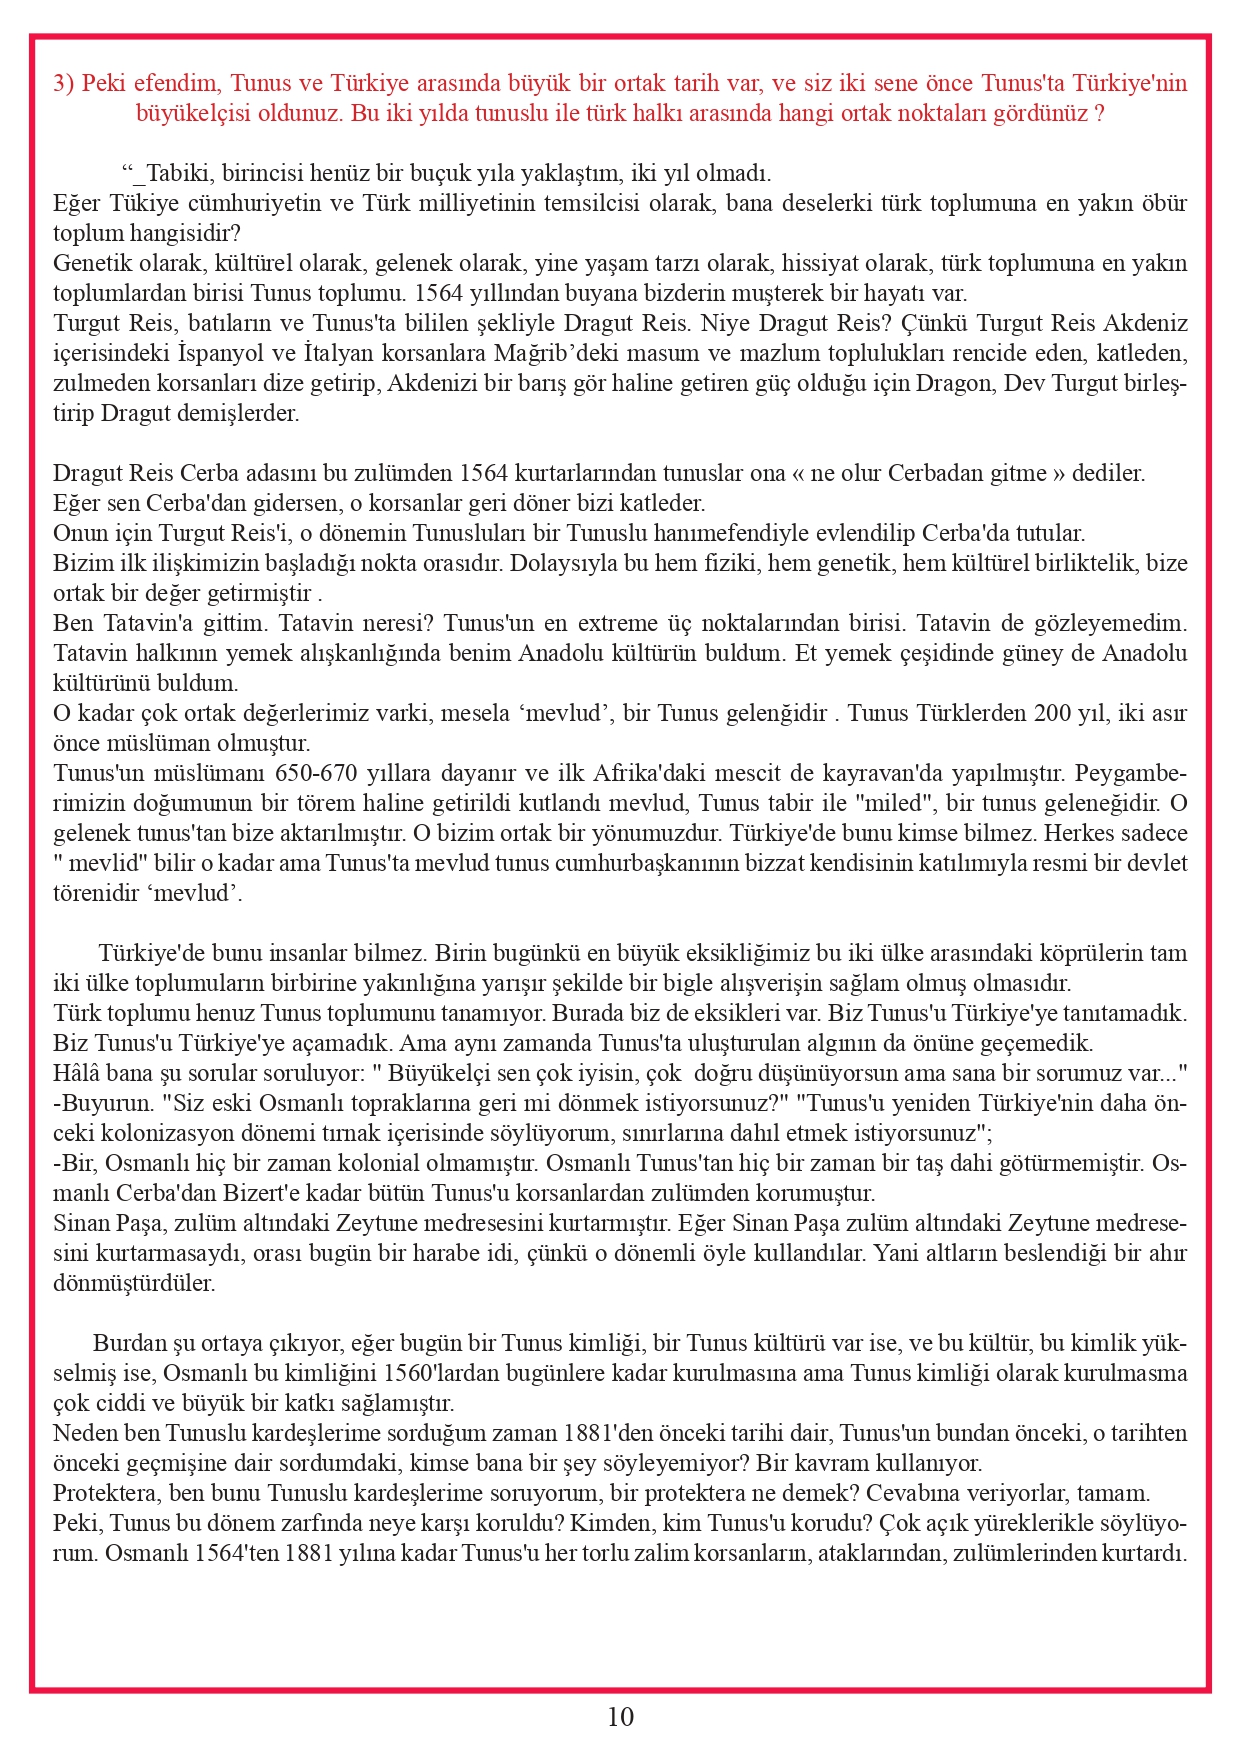 3) Peki efendim, Tunus ve Türkiye arasında büyük bir ortak tarih var, ve siz iki sene önce Tunus'ta Türkiye'nin
büyükelçisi oldunuz. Bu iki yılda tunuslu ile türk halkı arasında hangi ortak noktaları gördünüz ?
“_Tabiki, birincisi henüz bir buçuk yıla yaklaştım, iki yıl olmadı.
Eğer Tükiye cümhuriyetin ve Türk milliyetinin temsilcisi olarak, bana deselerki türk toplumuna en yakın öbür
toplum hangisidir?
Genetik olarak, kültürel olarak, gelenek olarak, yine yaşam tarzı olarak, hissiyat olarak, türk toplumuna en yakın
toplumlardan birisi Tunus toplumu. 1564 yıllından buyana bizderin muşterek bir hayatı var.
Turgut Reis, batıların ve Tunus'ta bililen şekliyle Dragut Reis. Niye Dragut Reis? Çünkü Turgut Reis Akdeniz
içerisindeki İspanyol ve İtalyan korsanlara Mağrib’deki masum ve mazlum toplulukları rencide eden, katleden,
zulmeden korsanları dize getirip, Akdenizi bir barış gör haline getiren güç olduğu için Dragon, Dev Turgut birleş-
tirip Dragut demişlerder.
Dragut Reis Cerba adasını bu zulümden 1564 kurtarlarından tunuslar ona « ne olur Cerbadan gitme » dediler.
Eğer sen Cerba'dan gidersen, o korsanlar geri döner bizi katleder.
Onun için Turgut Reis'i, o dönemin Tunusluları bir Tunuslu hanımefendiyle evlendilip Cerba'da tutular.
Bizim ilk ilişkimizin başladığı nokta orasıdır. Dolaysıyla bu hem fiziki, hem genetik, hem kültürel birliktelik, bize
ortak bir değer getirmiştir .
Ben Tatavin'a gittim. Tatavin neresi? Tunus'un en extreme üç noktalarından birisi. Tatavin de gözleyemedim.
Tatavin halkının yemek alışkanlığında benim Anadolu kültürün buldum. Et yemek çeşidinde güney de Anadolu
kültürünü buldum.
O kadar çok ortak değerlerimiz varki, mesela ‘mevlud’, bir Tunus gelenğidir . Tunus Türklerden 200 yıl, iki asır
önce müslüman olmuştur.
Tunus'un müslümanı 650-670 yıllara dayanır ve ilk Afrika'daki mescit de kayravan'da yapılmıştır. Peygambe-
rimizin doğumunun bir törem haline getirildi kutlandı mevlud, Tunus tabir ile "miled", bir tunus geleneğidir. O
gelenek tunus'tan bize aktarılmıştır. O bizim ortak bir yönumuzdur. Türkiye'de bunu kimse bilmez. Herkes sadece
" mevlid" bilir o kadar ama Tunus'ta mevlud tunus cumhurbaşkanının bizzat kendisinin katılımıyla resmi bir devlet
törenidir ‘mevlud’.
Türkiye'de bunu insanlar bilmez. Birin bugünkü en büyük eksikliğimiz bu iki ülke arasındaki köprülerin tam
iki ülke toplumuların birbirine yakınlığına yarışır şekilde bir bigle alışverişin sağlam olmuş olmasıdır.
Türk toplumu henuz Tunus toplumunu tanamıyor. Burada biz de eksikleri var. Biz Tunus'u Türkiye'ye tanıtamadık.
Biz Tunus'u Türkiye'ye açamadık. Ama aynı zamanda Tunus'ta uluşturulan algının da önüne geçemedik.
Hâlâ bana şu sorular soruluyor: " Büyükelçi sen çok iyisin, çok  doğru düşünüyorsun ama sana bir sorumuz var..."
-Buyurun. "Siz eski Osmanlı topraklarına geri mi dönmek istiyorsunuz?" "Tunus'u yeniden Türkiye'nin daha ön-
ceki kolonizasyon dönemi tırnak içerisinde söylüyorum, sınırlarına dahıl etmek istiyorsunuz";
-Bir, Osmanlı hiç bir zaman kolonial olmamıştır. Osmanlı Tunus'tan hiç bir zaman bir taş dahi götürmemiştir. Os-
manlı Cerba'dan Bizert'e kadar bütün Tunus'u korsanlardan zulümden korumuştur.
Sinan Paşa, zulüm altındaki Zeytune medresesini kurtarmıştır. Eğer Sinan Paşa zulüm altındaki Zeytune medrese-
sini kurtarmasaydı, orası bugün bir harabe idi, çünkü o dönemli öyle kullandılar. Yani altların beslendiği bir ahır
dönmüştürdüler.
Burdan şu ortaya çıkıyor, eğer bugün bir Tunus kimliği, bir Tunus kültürü var ise, ve bu kültür, bu kimlik yük-
selmiş ise, Osmanlı bu kimliğini 1560'lardan bugünlere kadar kurulmasına ama Tunus kimliği olarak kurulmasma
çok ciddi ve büyük bir katkı sağlamıştır.
Neden ben Tunuslu kardeşlerime sorduğum zaman 1881'den önceki tarihi dair, Tunus'un bundan önceki, o tarihten
önceki geçmişine dair sordumdaki, kimse bana bir şey söyleyemiyor? Bir kavram kullanıyor.
Protektera, ben bunu Tunuslu kardeşlerime soruyorum, bir protektera ne demek? Cevabına veriyorlar, tamam.
Peki, Tunus bu dönem zarfında neye karşı koruldu? Kimden, kim Tunus'u korudu? Çok açık yüreklerikle söylüyo-
rum. Osmanlı 1564'ten 1881 yılına kadar Tunus'u her torlu zalim korsanların, ataklarından, zulümlerinden kurtardı.
10